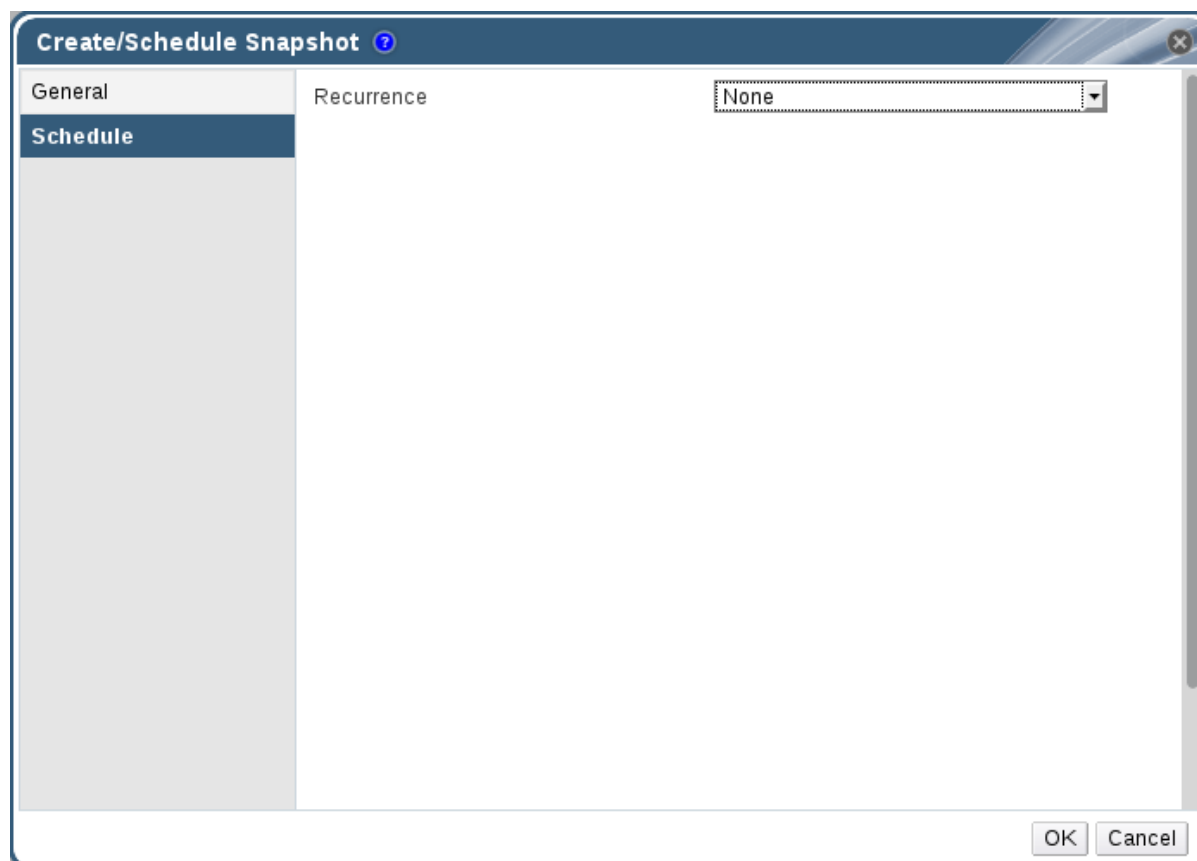 Create/Schedule Snapshot ?
General
Schedule
Recurrence
None
OK
Cancel